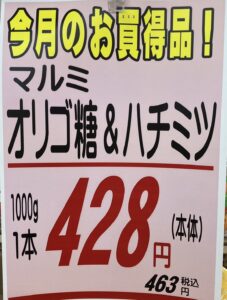 今月のお買得品！
マルミ
オリゴ糖&ハチミツ
1000g
1本 428円 (本体)
463円 税込